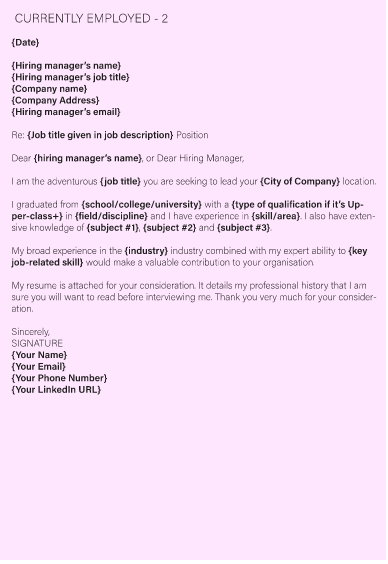 CURRENTLY EMPLOYED - 2
{Date}
{Hiring manager's name}
{Hiring manager's job title}
{Company name}
{Company Address}
{Hiring manager's email}
Re: {Job title given in job description} Position
Dear {hiring manager's name}, or Dear Hiring Manager,
I am the adventurous {job title} you are seeking to lead your {City of Company} location.
I graduated from {school/college/university} with a {type of qualification if it's Up-
per-class+} in {field/discipline} and I have experience in {skill/area}. I also have exten-
sive knowledge of {subject #1}, {subject #2} and {subject #3}.
My broad experience in the {industry} industry combined with my expert ability to {key
job-related skill} would make a valuable contribution to your organisation.
My resume is attached for your consideration. It details my professional history that I am
sure you will want to read before interviewing me. Thank you very much for your consider-
ation.
Sincerely,
SIGNATURE
{Your Name}
{Your Email}
{Your Phone Number}
{Your LinkedIn URL}